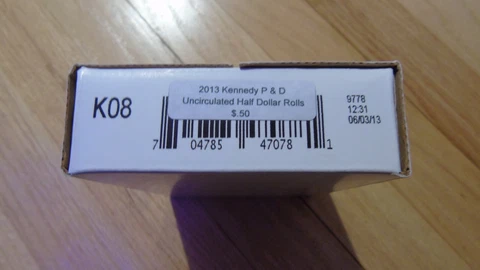 K08
2013 Kennedy P & D
Uncirculated Half Dollar Rolls
$.50
7 04785 47078 1
9778
12:31
06/03/13